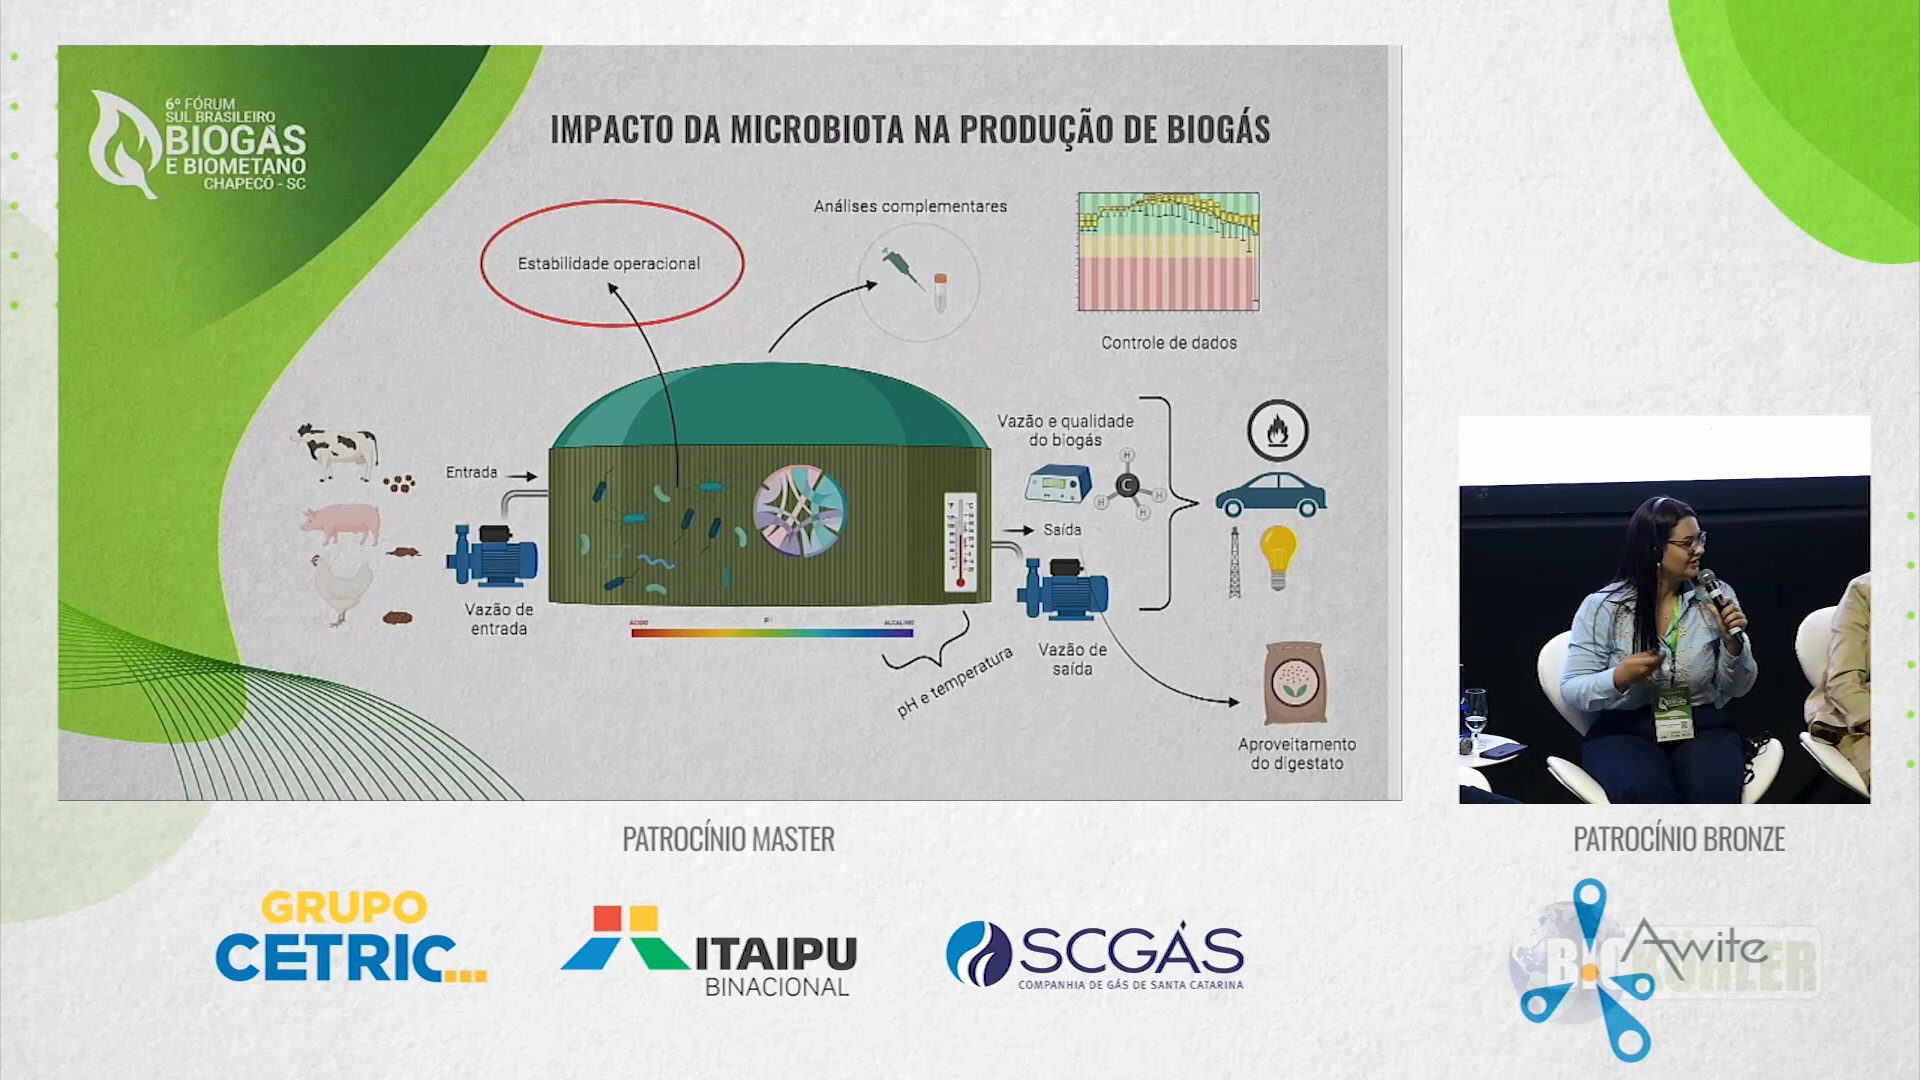 6º FÓRUM
SUL BRASILEIRO
BIOGÁS
E BIOMETANO
CHAPECÓ - SC
IMPACTO DA MICROBIOTA NA PRODUÇÃO DE BIOGÁS
Estabilidade operacional
Análises complementares
Controle de dados
Entrada
Vazão de
entrada
Vazão e qualidade
do biogás
H
H
C
H
H
Saída
Vazão de
saída
ÁCIDO
pH
ALCALINO
pH e temperatura
°F
°C
Aproveitamento
do digestato
PATROCÍNIO MASTER
GRUPO
CETRIC...
ITAIPU
BINACIONAL
SCGÁS
COMPANHIA DE GÁS DE SANTA CATARINA
PATROCÍNIO BRONZE
Awite